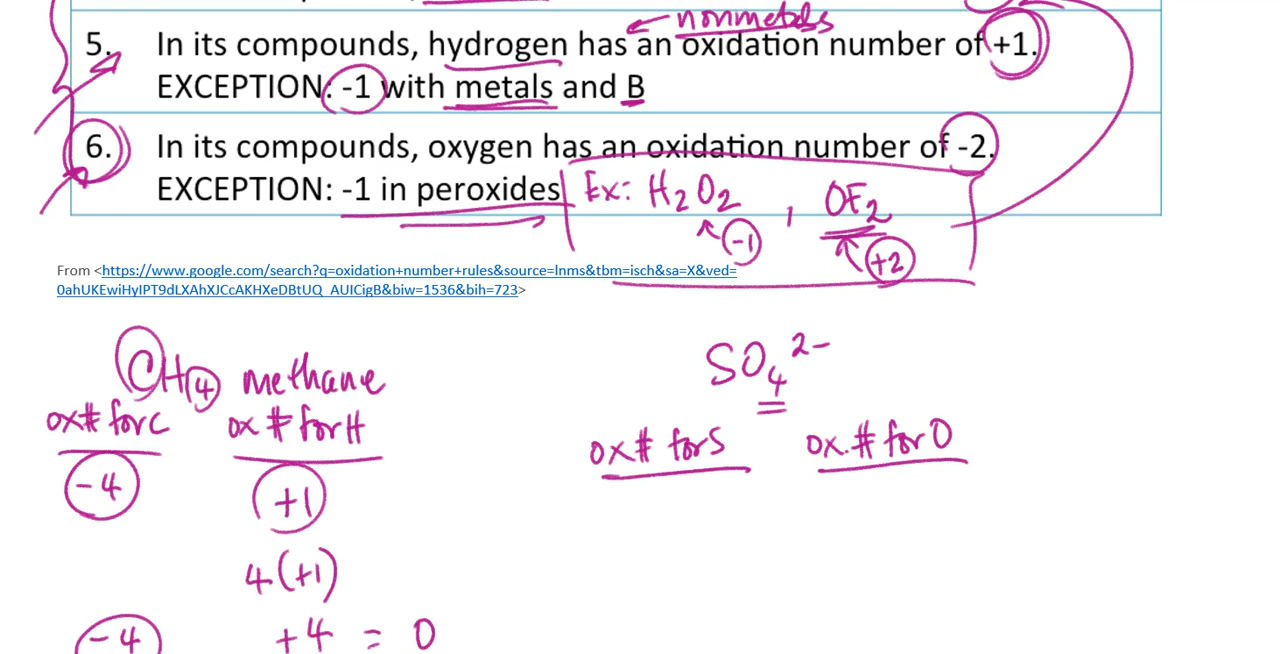 nonmetals
5. In its compounds, hydrogen has an oxidation number of +1.
EXCEPTION: -1 with metals and B
6. In its compounds, oxygen has an oxidation number of -2.
EXCEPTION: -1 in peroxides Ex: H₂O₂ , OF₂
-1 +2
From <https://www.google.com/search?q=oxidation+number+rules&source=lnms&tbm=isch&sa=X&ved=
0ahUKEwiHyIPT9dLXAhXJCcAKHXeDBtUQ_AUICigB&biw=1536&bih=723>
CH₄ methane
ox# for C ox # for H
-4 +1
4(+1)
-4 +4 = 0
SO₄²⁻
ox# for S ox.# for O